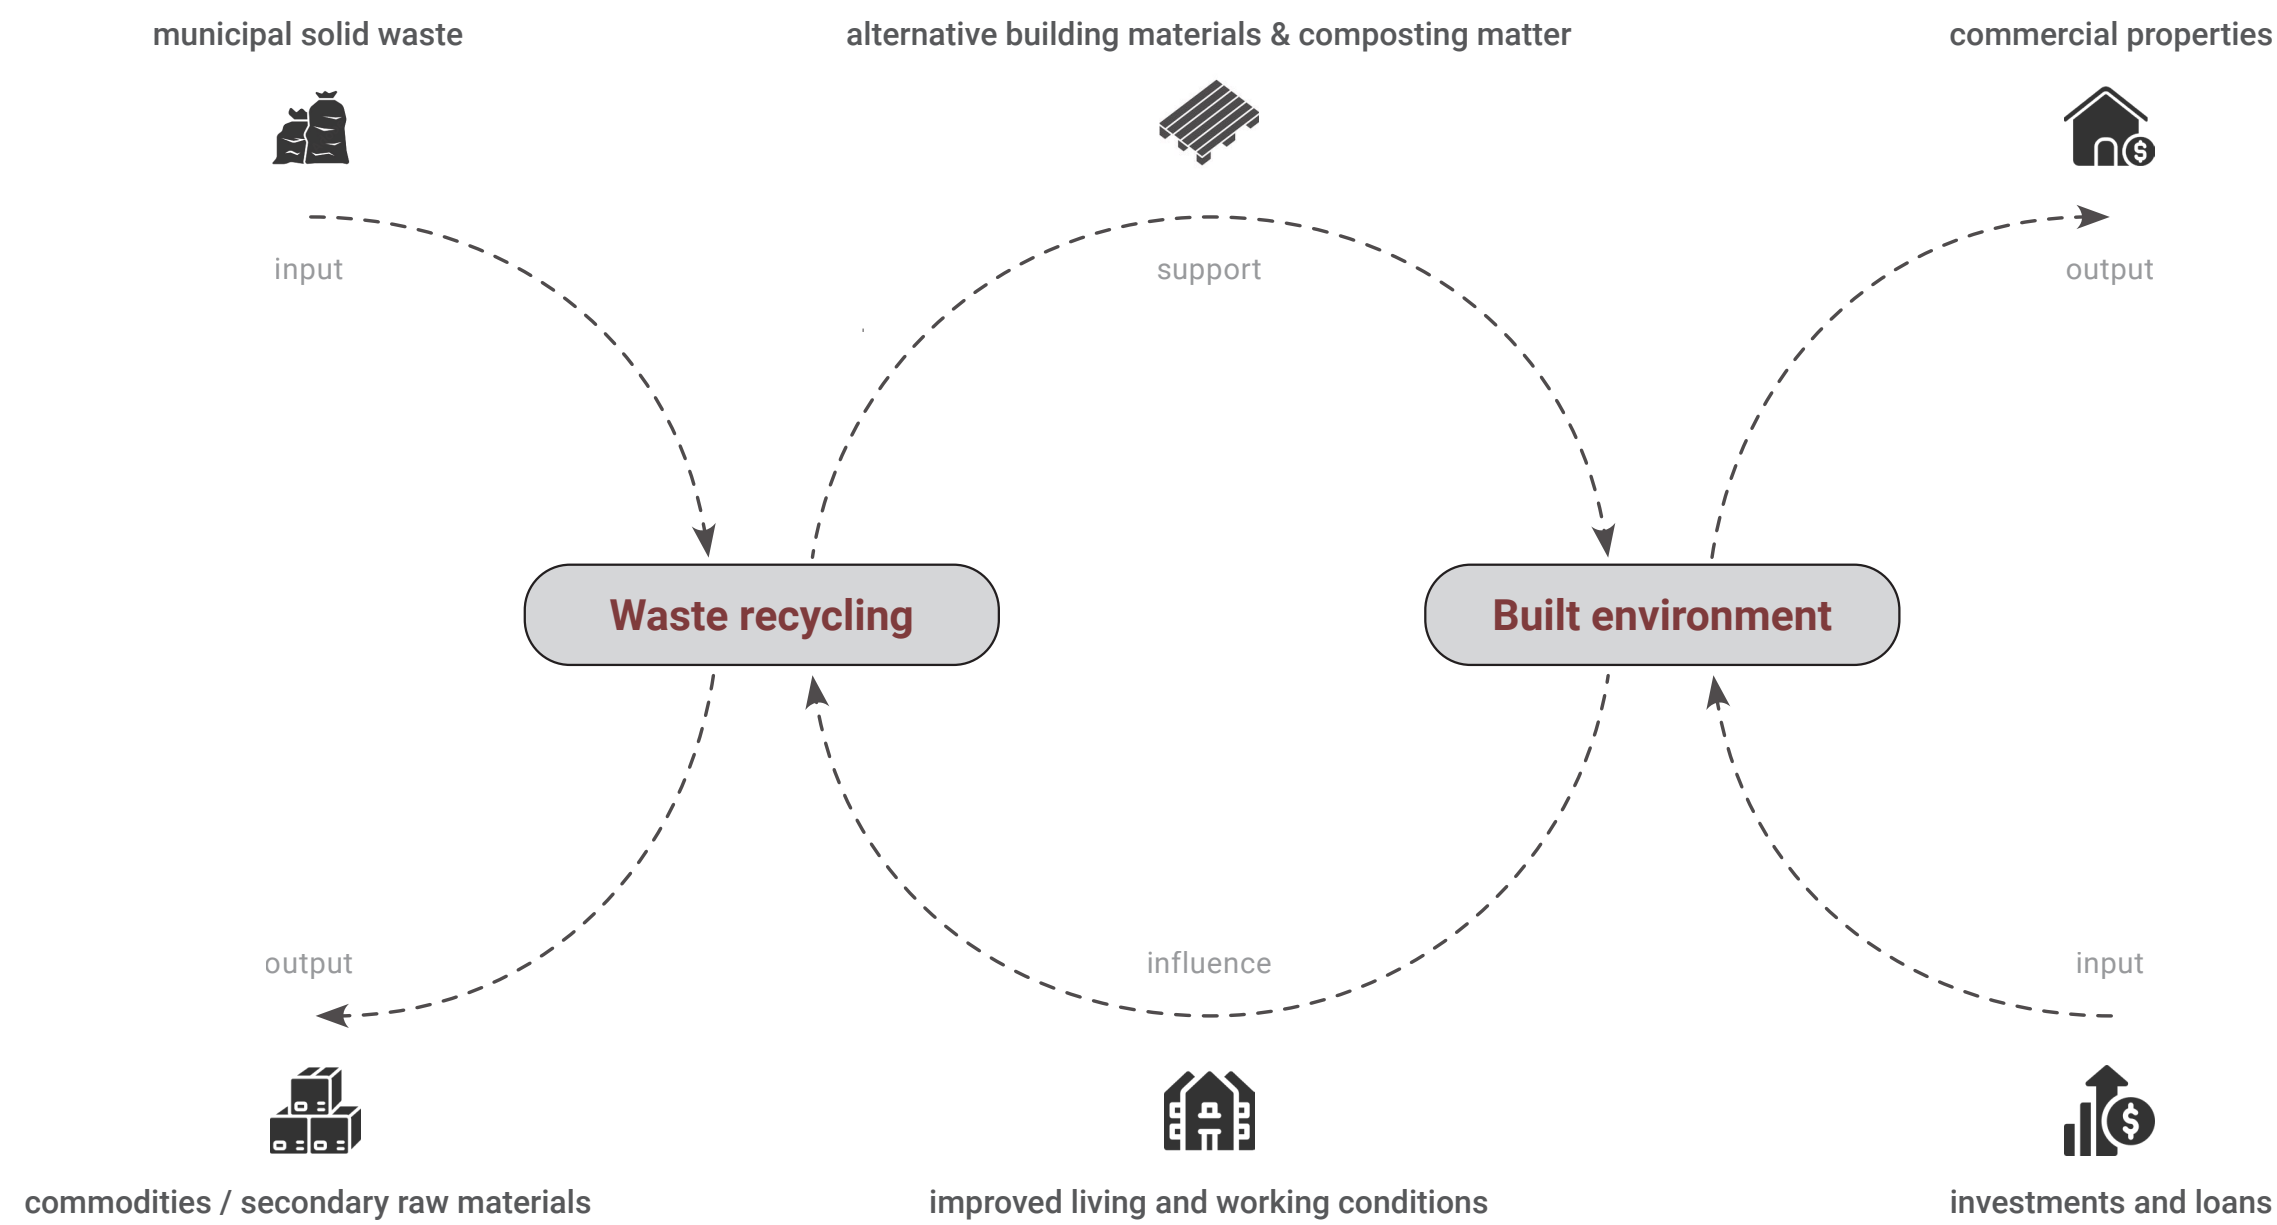 municipal solid waste
alternative building materials & composting matter
commercial properties
input
support
output
Waste recycling
Built environment
output
influence
input
commodities / secondary raw materials
improved living and working conditions
investments and loans